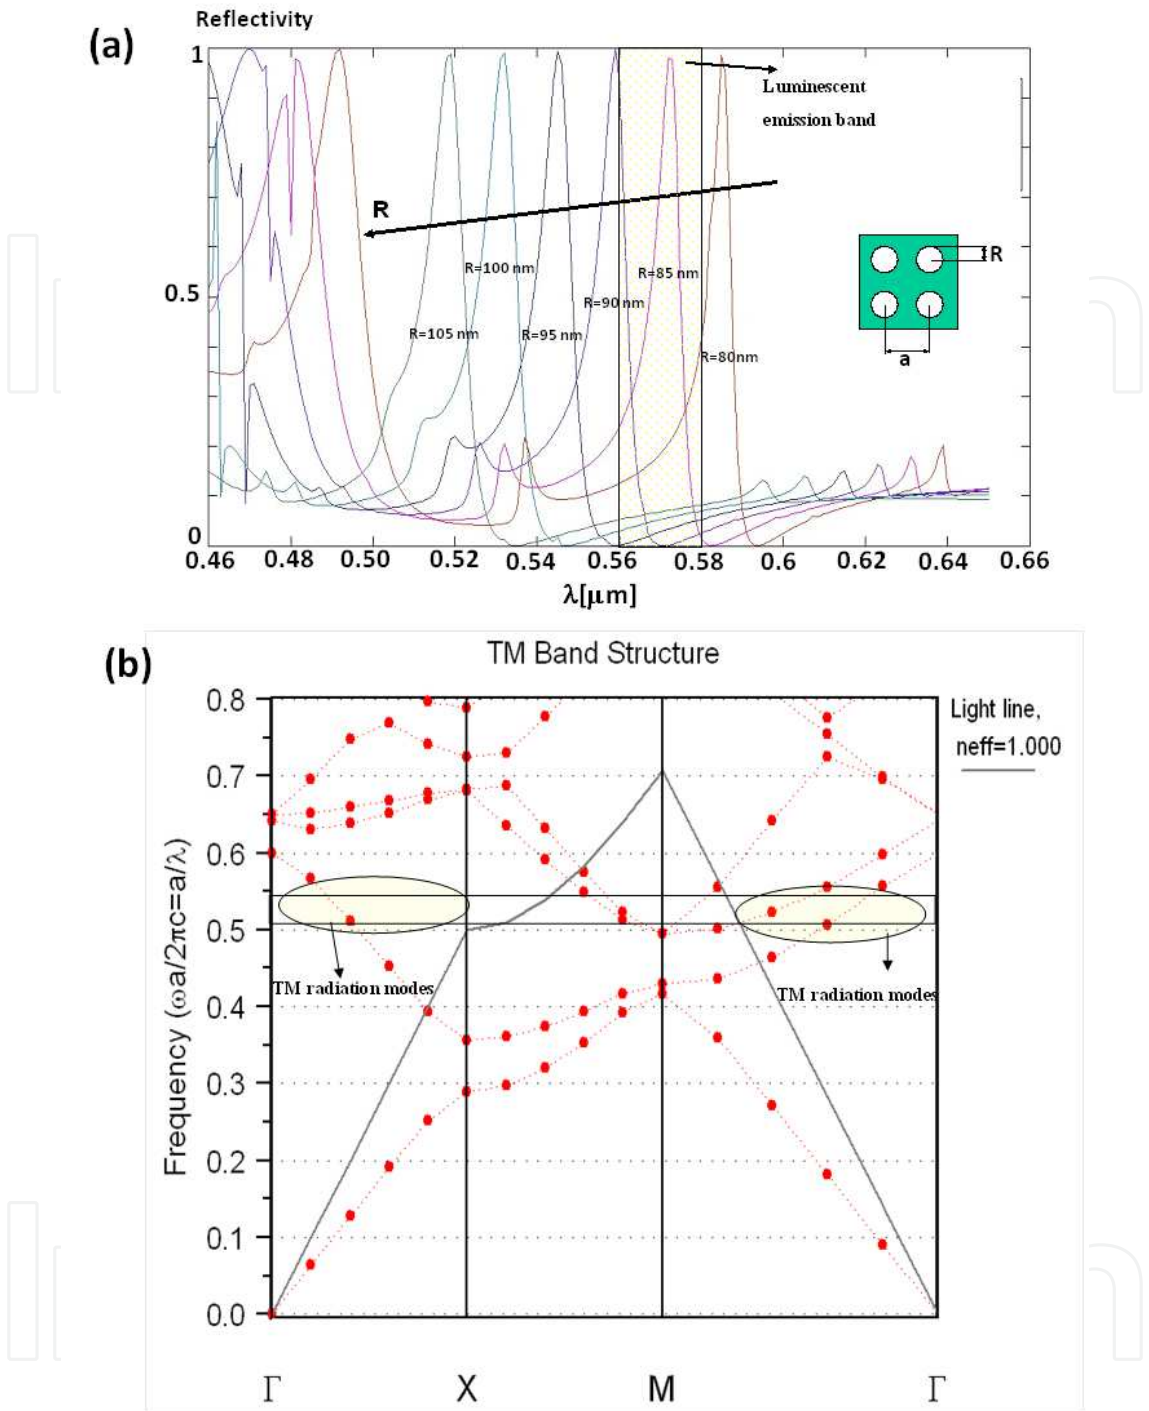 Reflectivity
(a)
1
0.5
0
Luminescent
emission band
R
R=100 nm
R=85 nm
R=90 nm
R=105 nm
R=95 nm
R=80nm
R
a
0.46 0.48 0.50 0.52 0.54 0.56 0.58 0.6 0.62 0.64 0.66
λ[μm]
(b)
TM Band Structure
Light line,
neff=1.000
Frequency (ωa/2πc=a/λ)
0.8
0.7
0.6
0.5
0.4
0.3
0.2
0.1
0.0
TM radiation modes
TM radiation modes
Γ X M Γ